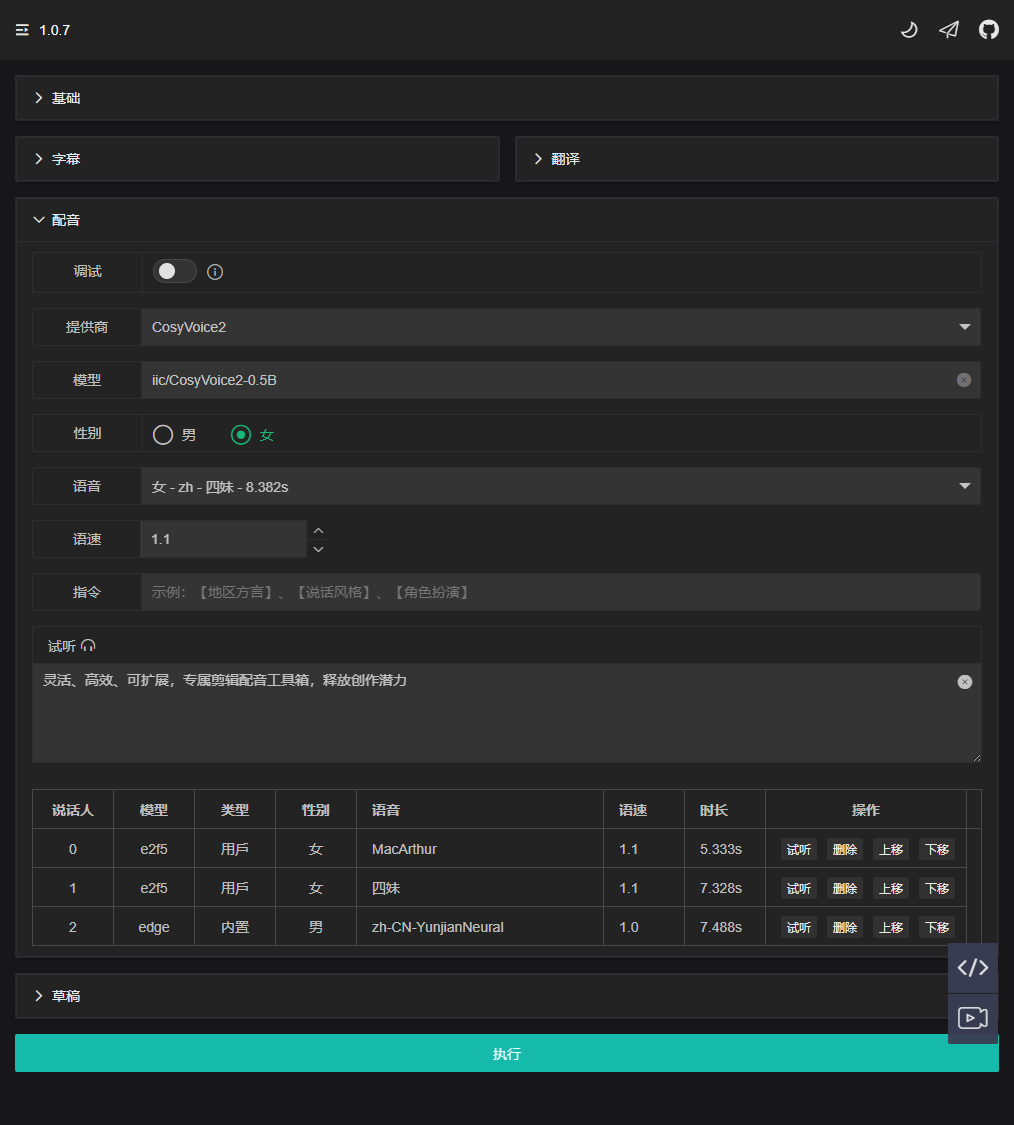 1.0.7
基础
字幕
翻译
配音
调试
提供商 CosyVoice2
模型 iic/CosyVoice2-0.5B
性别 男 女
语音 女 - zh - 四妹 - 8.382s
语速 1.1
指令 示例：【地区方言】、【说话风格】、【角色扮演】
试听
灵活、高效、可扩展，专属剪辑配音工具箱，释放创作潜力
说话人 模型 类型 性别 语音 语速 时长 操作
0 e2f5 用戶 女 MacArthur 1.1 5.333s 试听 删除 上移 下移
1 e2f5 用戶 女 四妹 1.1 7.328s 试听 删除 上移 下移
2 edge 内置 男 zh-CN-YunjianNeural 1.0 7.488s 试听 删除 上移 下移
草稿
执行